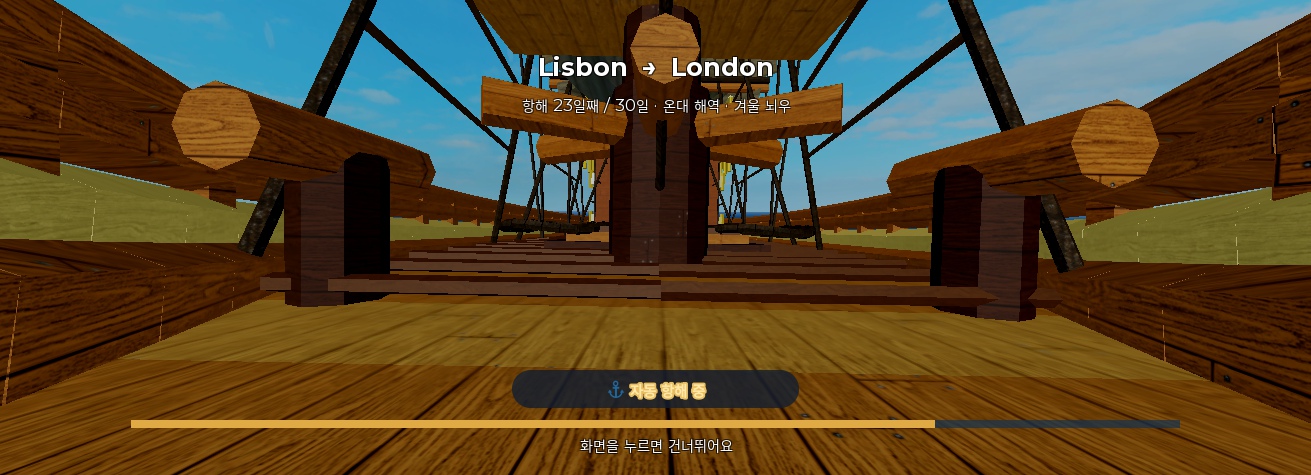 Lisbon → London
항해 23일째 / 30일 · 온대 해역 · 겨울 뇌우
⚓ 자동 항해 중
화면을 누르면 건너뛰어요